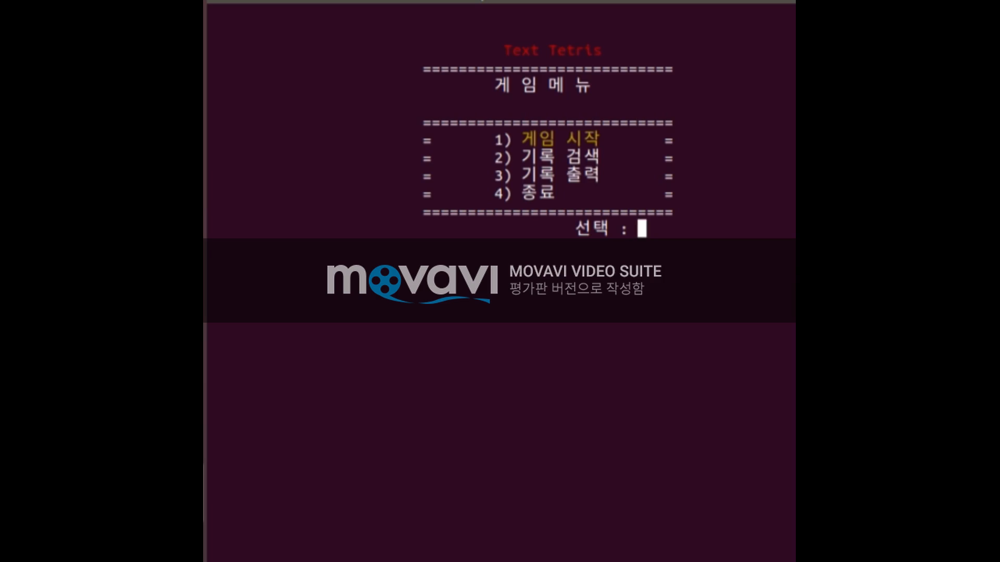 Text Tetris
============================
게 임 메 뉴
============================
= 1) 게임 시작 =
= 2) 기록 검색 =
= 3) 기록 출력 =
= 4) 종료 =
============================
선택 :
movavi MOVAVI VIDEO SUITE
평가판 버전으로 작성함